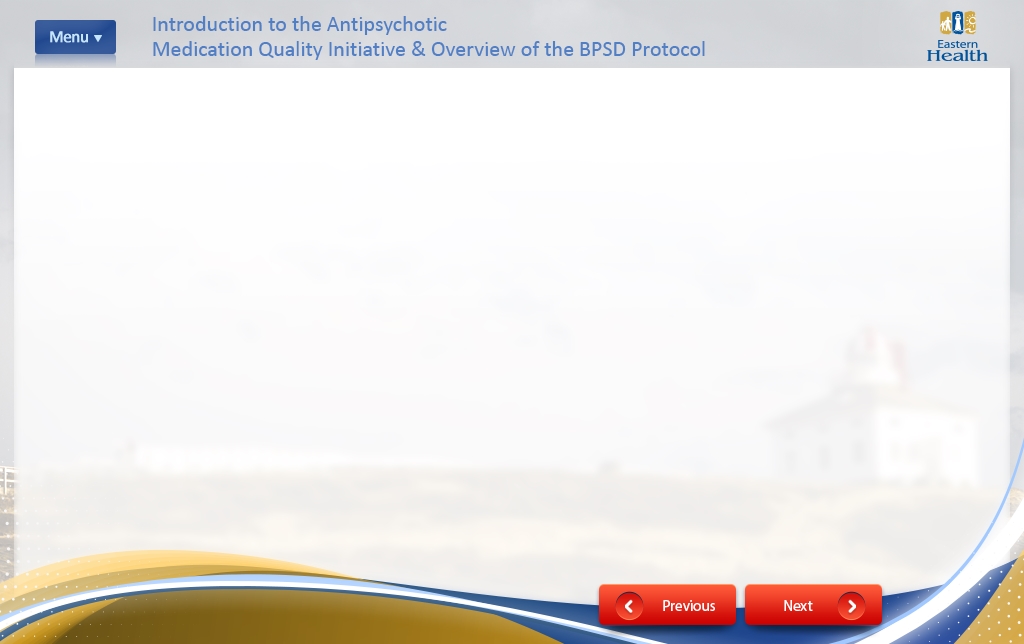 Menu
Introduction to the Antipsychotic
Medication Quality Initiative & Overview of the BPSD Protocol
Eastern
Health
Previous
Next